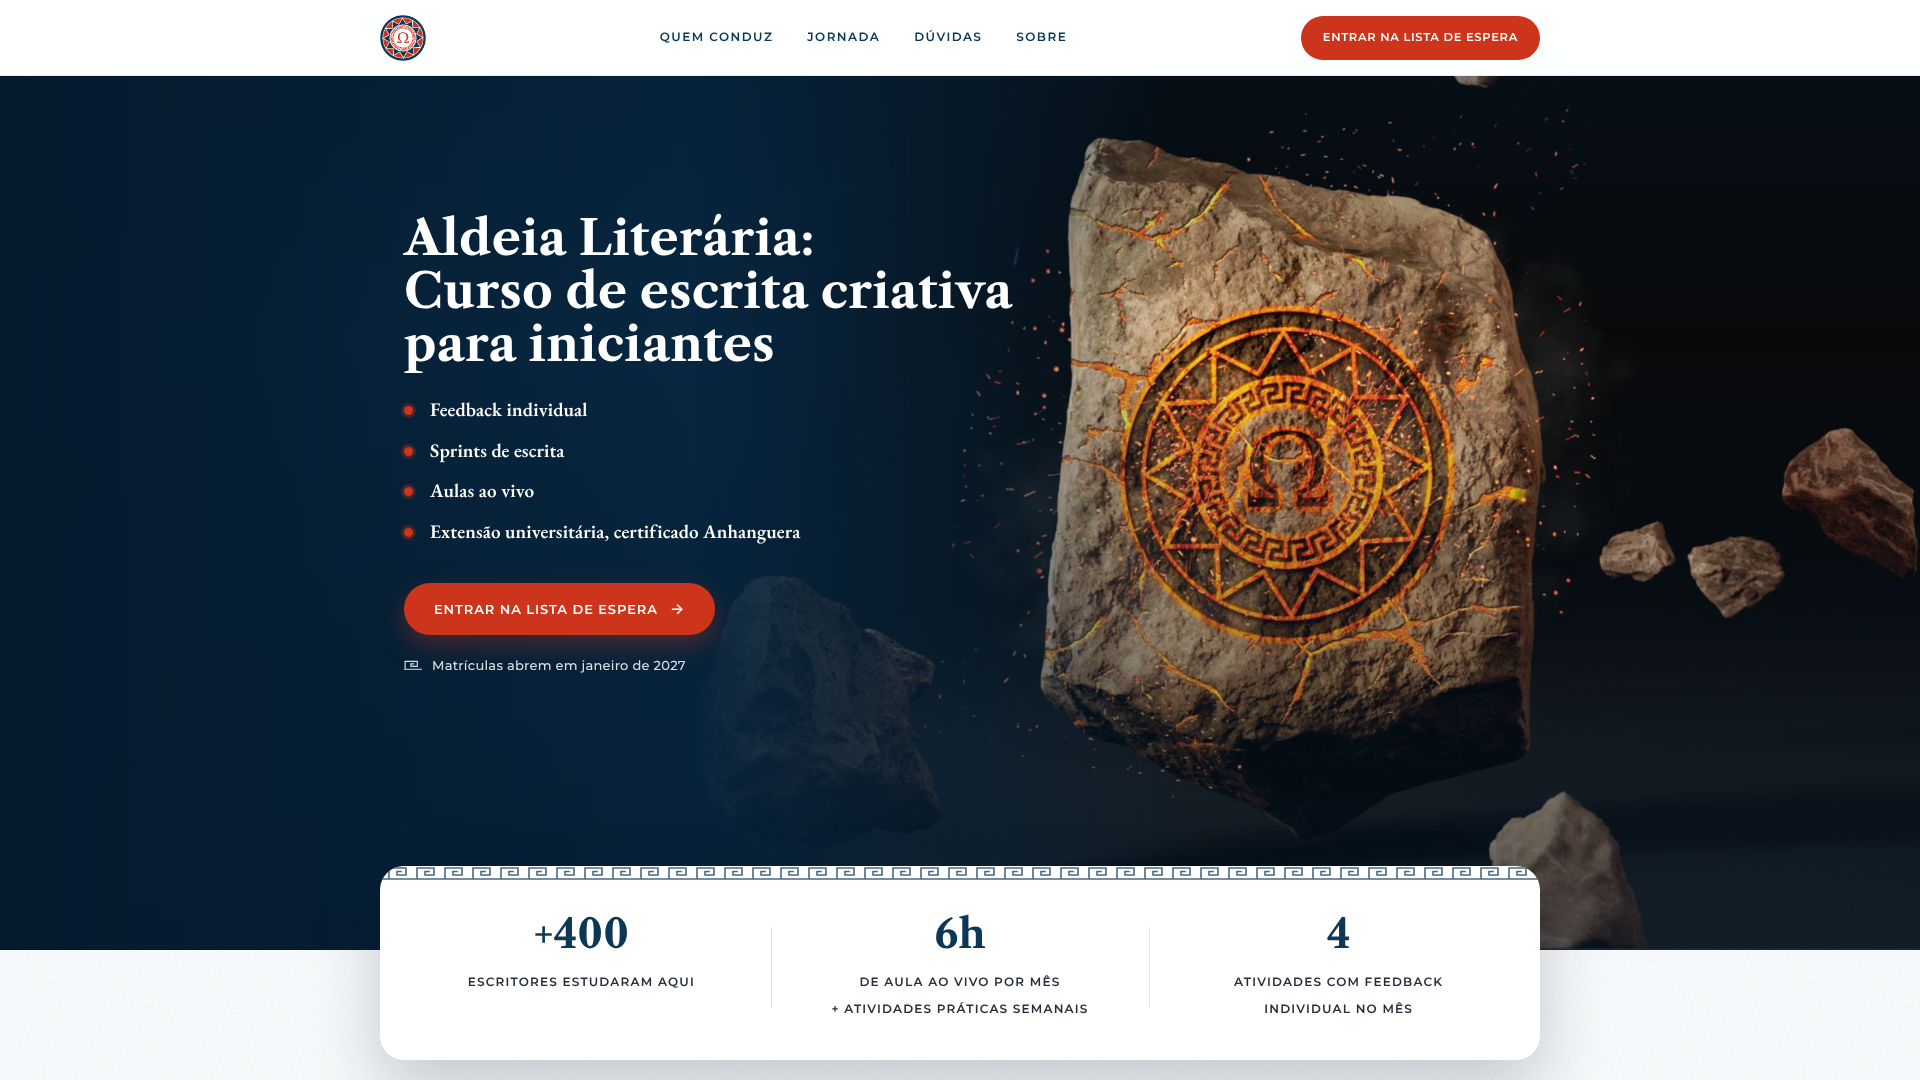 Ω
QUEM CONDUZ
JORNADA
DÚVIDAS
SOBRE
ENTRAR NA LISTA DE ESPERA
Aldeia Literária:
Curso de escrita criativa
para iniciantes
Feedback individual
Sprints de escrita
Aulas ao vivo
Extensão universitária, certificado Anhanguera
ENTRAR NA LISTA DE ESPERA →
Matrículas abrem em janeiro de 2027
Ω
+400
ESCRITORES ESTUDARAM AQUI
6h
DE AULA AO VIVO POR MÊS
+ ATIVIDADES PRÁTICAS SEMANAIS
4
ATIVIDADES COM FEEDBACK
INDIVIDUAL NO MÊS